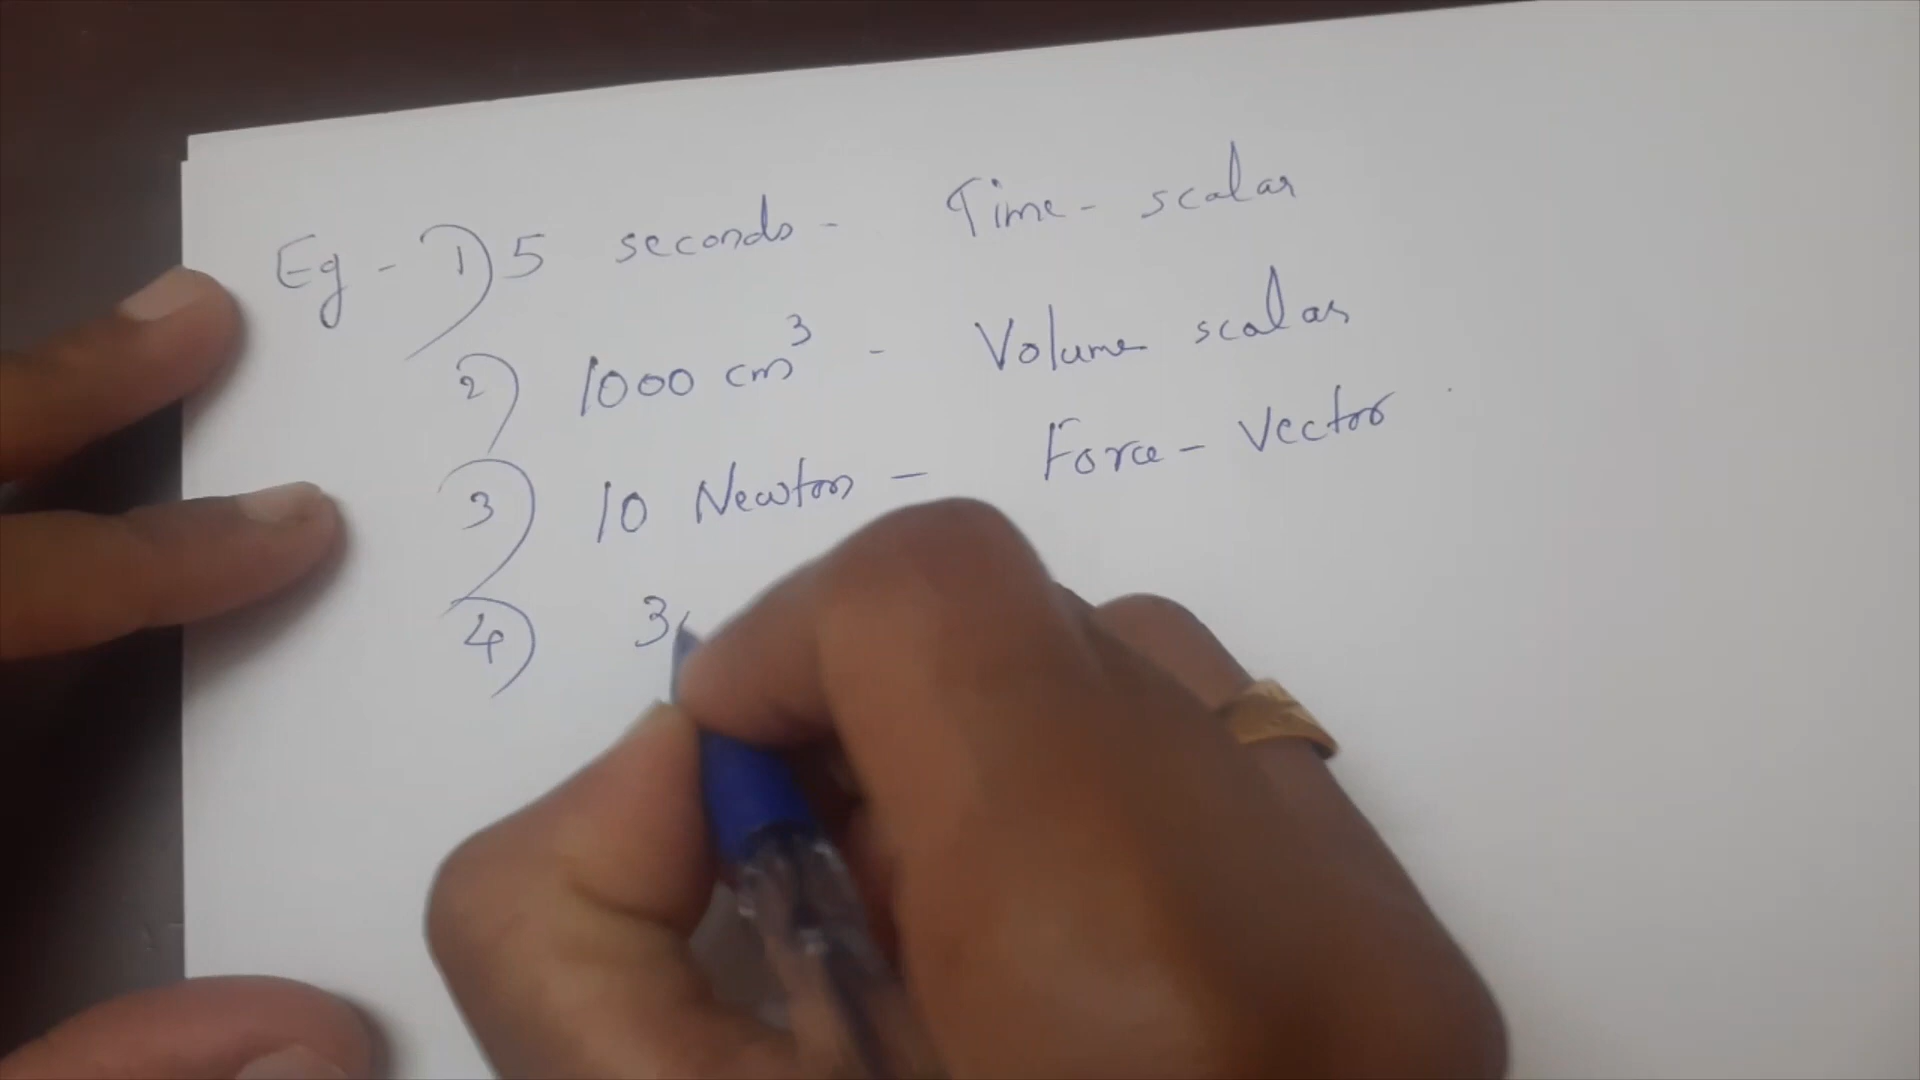 Eg - 1) 5 seconds - Time - scalar
2) 1000 cm³ - Volume scalar
3) 10 Newton - Force - Vector
4) 3